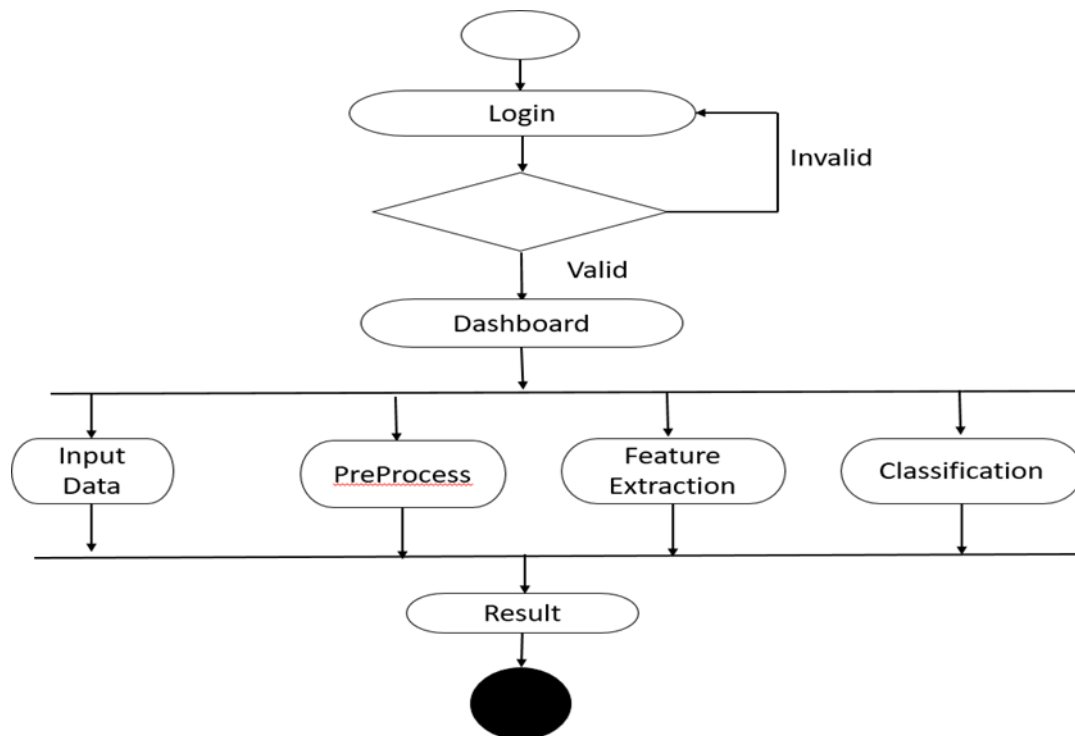 Login
Invalid
Valid
Dashboard
Input
Data
PreProcess
Feature
Extraction
Classification
Result